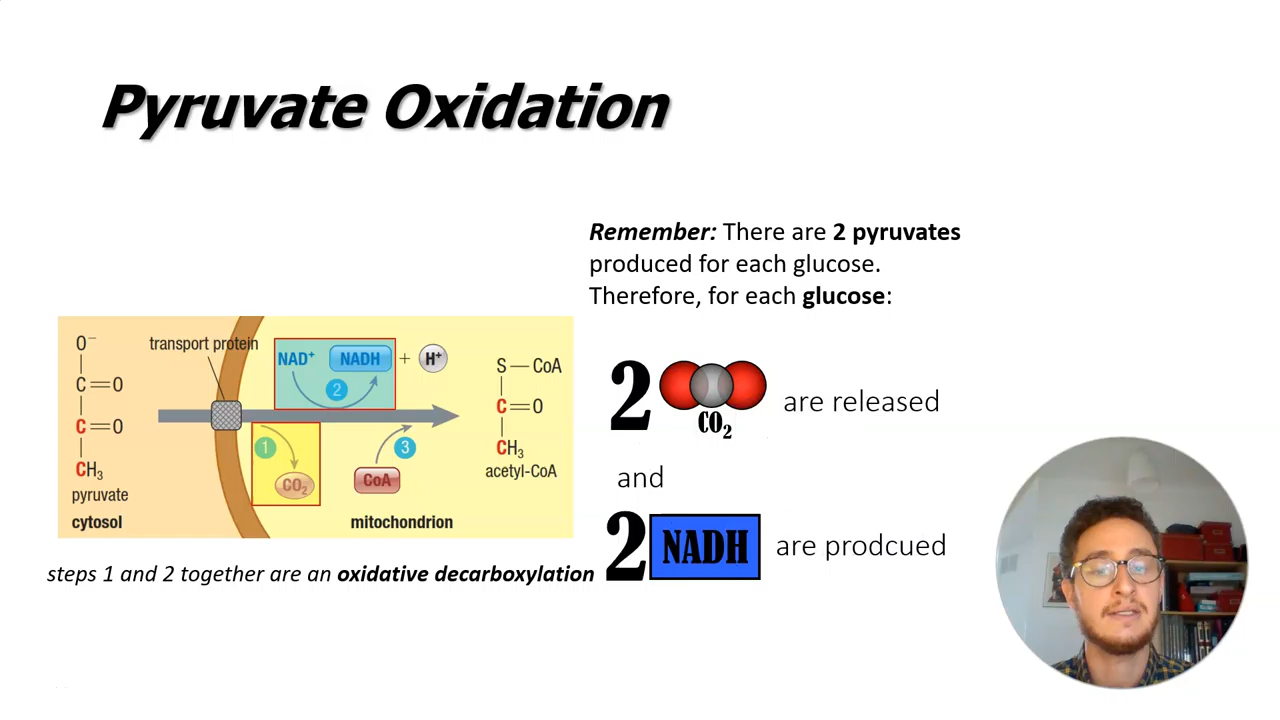 Pyruvate Oxidation
Remember: There are 2 pyruvates
produced for each glucose.
Therefore, for each glucose:
O⁻
C=O
C=O
CH₃
pyruvate
cytosol
transport protein
NAD⁺ NADH + H⁺
2
1
CO₂
3
CoA
mitochondrion
S—CoA
C=O
CH₃
acetyl-CoA
2 CO₂ are released
and
2 NADH are prodcued
steps 1 and 2 together are an oxidative decarboxylation